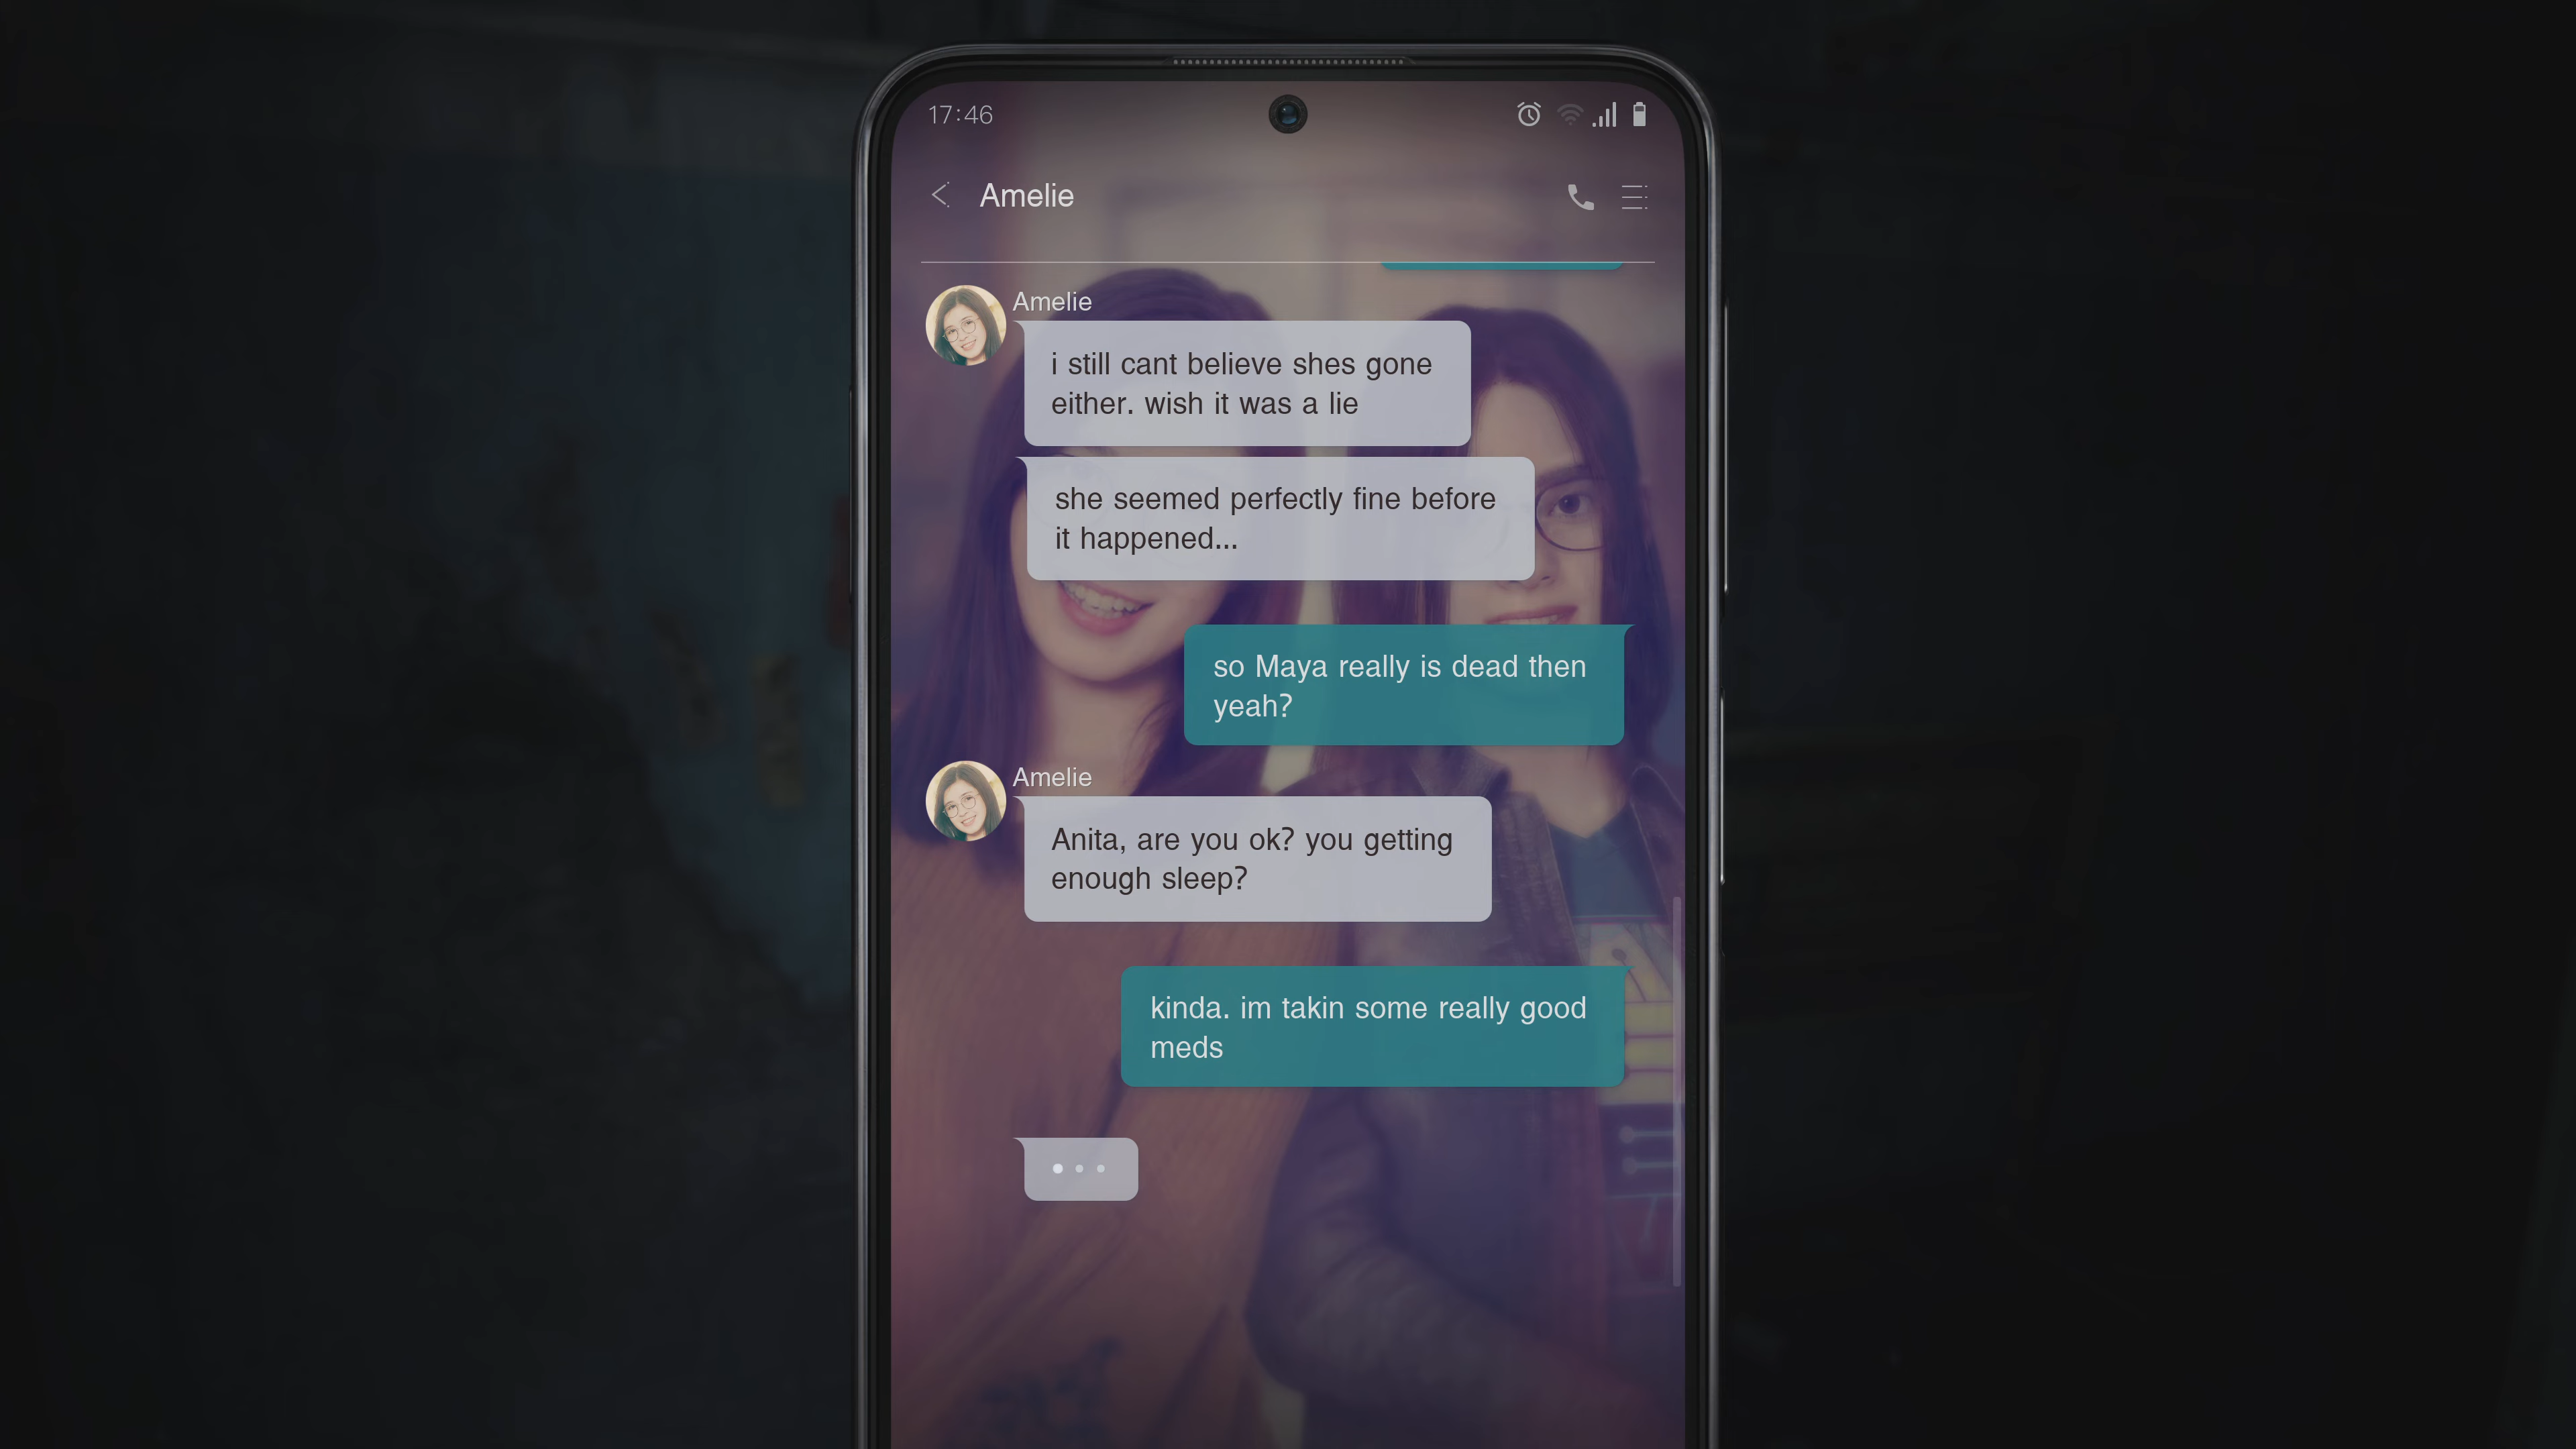 17:46
Amelie
Amelie
i still cant believe shes gone
either. wish it was a lie
she seemed perfectly fine before
it happened...
so Maya really is dead then
yeah?
Amelie
Anita, are you ok? you getting
enough sleep?
kinda. im takin some really good
meds